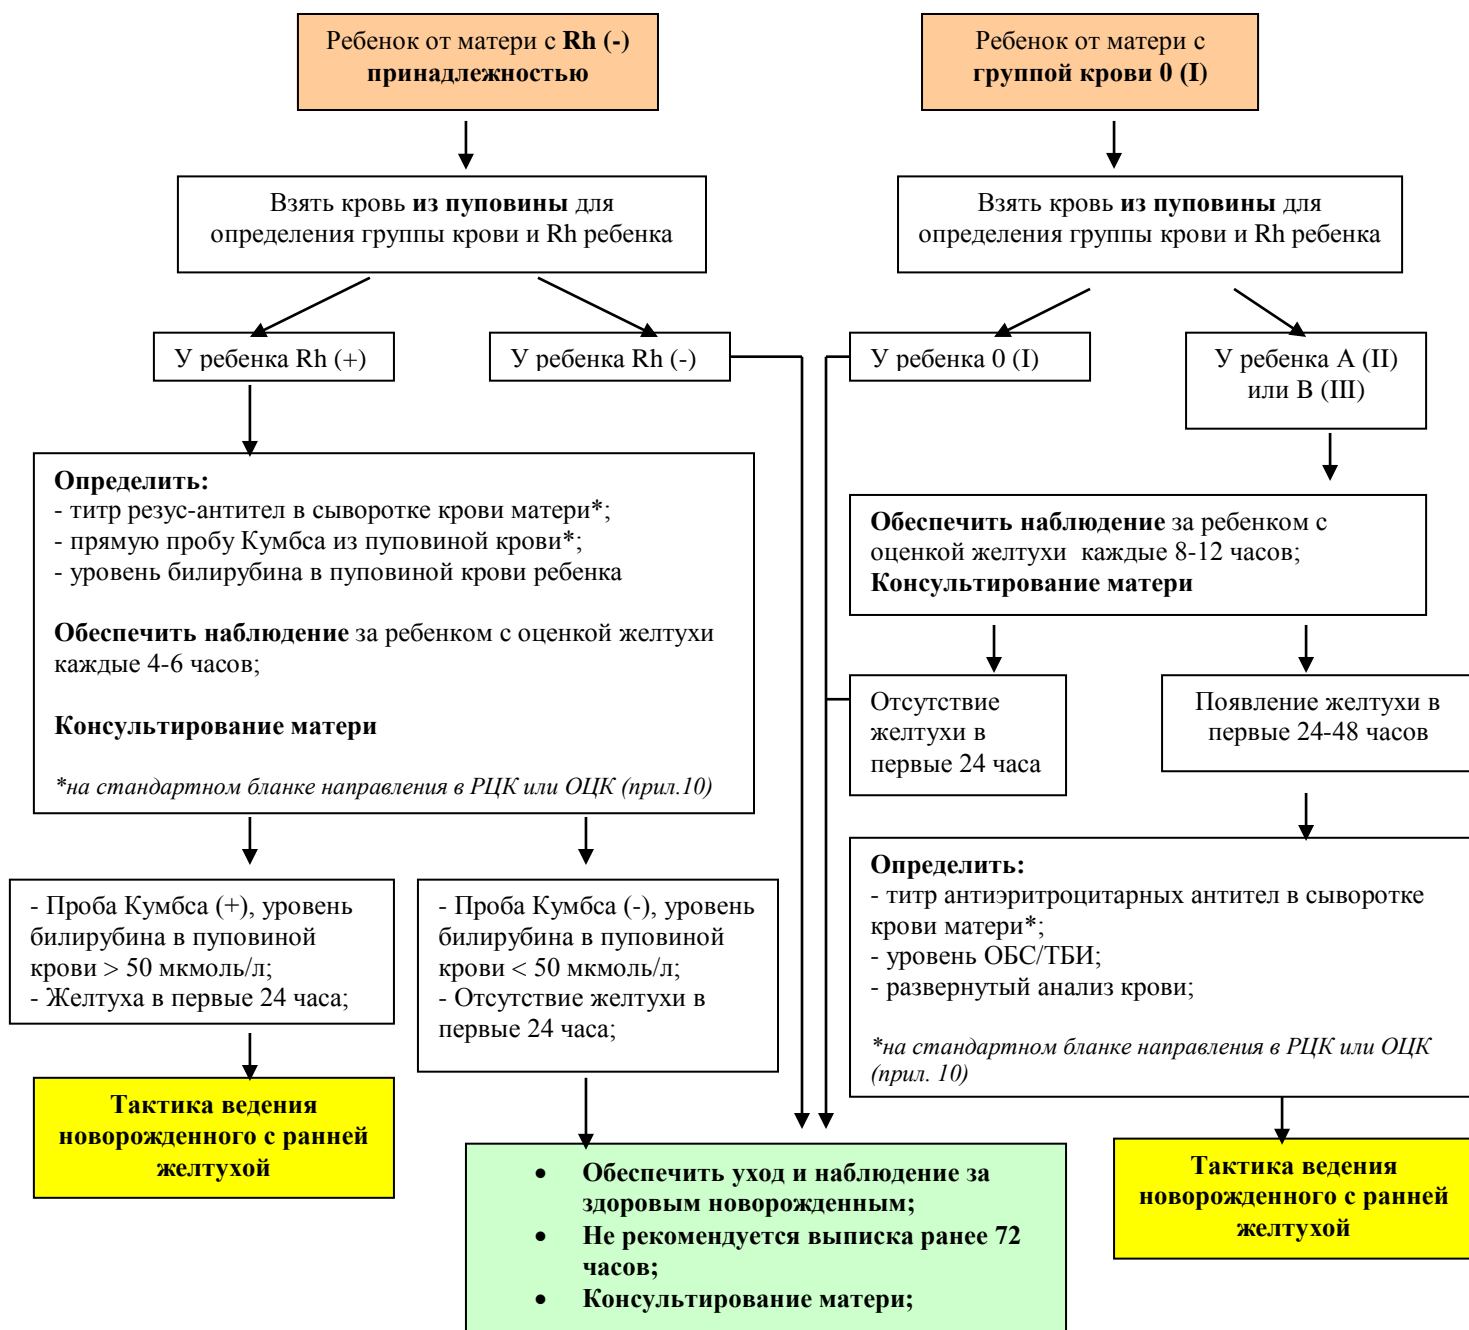 Ребенок от матери с Rh (-)
принадлежностью
Ребенок от матери с
группой крови 0 (I)
Взять кровь из пуповины для
определения группы крови и Rh ребенка
Взять кровь из пуповины для
определения группы крови и Rh ребенка
У ребенка Rh (+)
У ребенка Rh (-)
У ребенка 0 (I)
У ребенка А (II)
или В (III)
Определить:
- титр резус-антител в сыворотке крови матери*;
- прямую пробу Кумбса из пуповиной крови*;
- уровень билирубина в пуповиной крови ребенка
Обеспечить наблюдение за ребенком с оценкой желтухи
каждые 4-6 часов;
Консультирование матери
*на стандартном бланке направления в РЦК или ОЦК (прил.10)
Обеспечить наблюдение за ребенком с
оценкой желтухи каждые 8-12 часов;
Консультирование матери
Отсутствие
желтухи в
первые 24 часа
Появление желтухи в
первые 24-48 часов
- Проба Кумбса (+), уровень
билирубина в пуповиной
крови > 50 мкмоль/л;
- Желтуха в первые 24 часа;
- Проба Кумбса (-), уровень
билирубина в пуповиной
крови < 50 мкмоль/л;
- Отсутствие желтухи в
первые 24 часа;
Определить:
- титр антиэритроцитарных антител в сыворотке
крови матери*;
- уровень ОБС/ТБИ;
- развернутый анализ крови;
*на стандартном бланке направления в РЦК или ОЦК
(прил. 10)
Тактика ведения
новорожденного с ранней
желтухой
• Обеспечить уход и наблюдение за
здоровым новорожденным;
• Не рекомендуется выписка ранее 72
часов;
• Консультирование матери;
Тактика ведения
новорожденного с ранней
желтухой